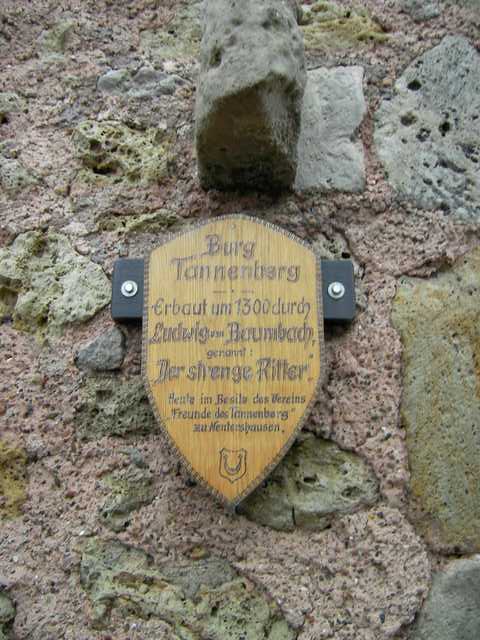 Burg
Tannenberg
Erbaut um 1300 durch
Ludwig von Baumbach,
genannt:
„Der strenge Ritter"
Heute im Besitz des Vereins
"Freunde des Tannenberg"
zu Nentershausen.